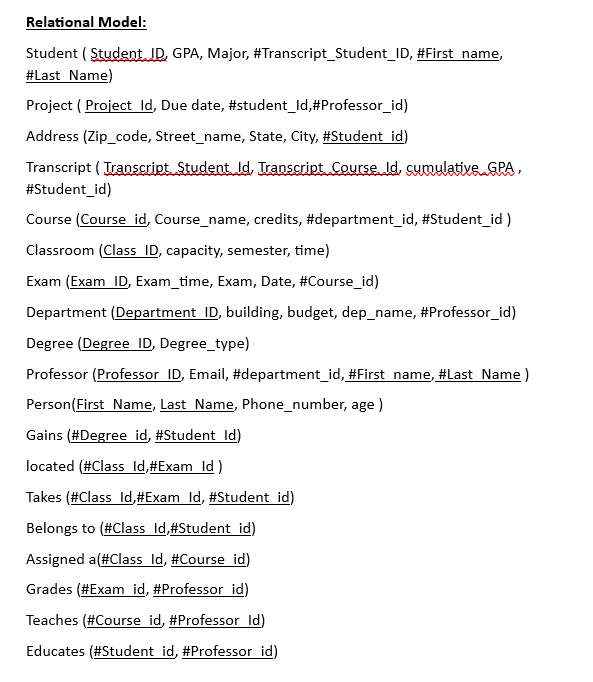 Relational Model:
Student ( Student_ID, GPA, Major, #Transcript_Student_ID, #First_name,
#Last_Name)
Project ( Project_Id, Due date, #student_Id,#Professor_id)
Address (Zip_code, Street_name, State, City, #Student_id)
Transcript ( Transcript_Student_Id, Transcript_Course_Id, cumulative_GPA ,
#Student_id)
Course (Course_id, Course_name, credits, #department_id, #Student_id )
Classroom (Class_ID, capacity, semester, time)
Exam (Exam_ID, Exam_time, Exam, Date, #Course_id)
Department (Department_ID, building, budget, dep_name, #Professor_id)
Degree (Degree_ID, Degree_type)
Professor (Professor_ID, Email, #department_id, #First_name, #Last_Name )
Person(First_Name, Last_Name, Phone_number, age )
Gains (#Degree_id, #Student_Id)
located (#Class_Id,#Exam_Id )
Takes (#Class_Id,#Exam_Id, #Student_id)
Belongs to (#Class_Id,#Student_id)
Assigned a(#Class_Id, #Course_id)
Grades (#Exam_id, #Professor_id)
Teaches (#Course_id, #Professor_Id)
Educates (#Student_id, #Professor_id)